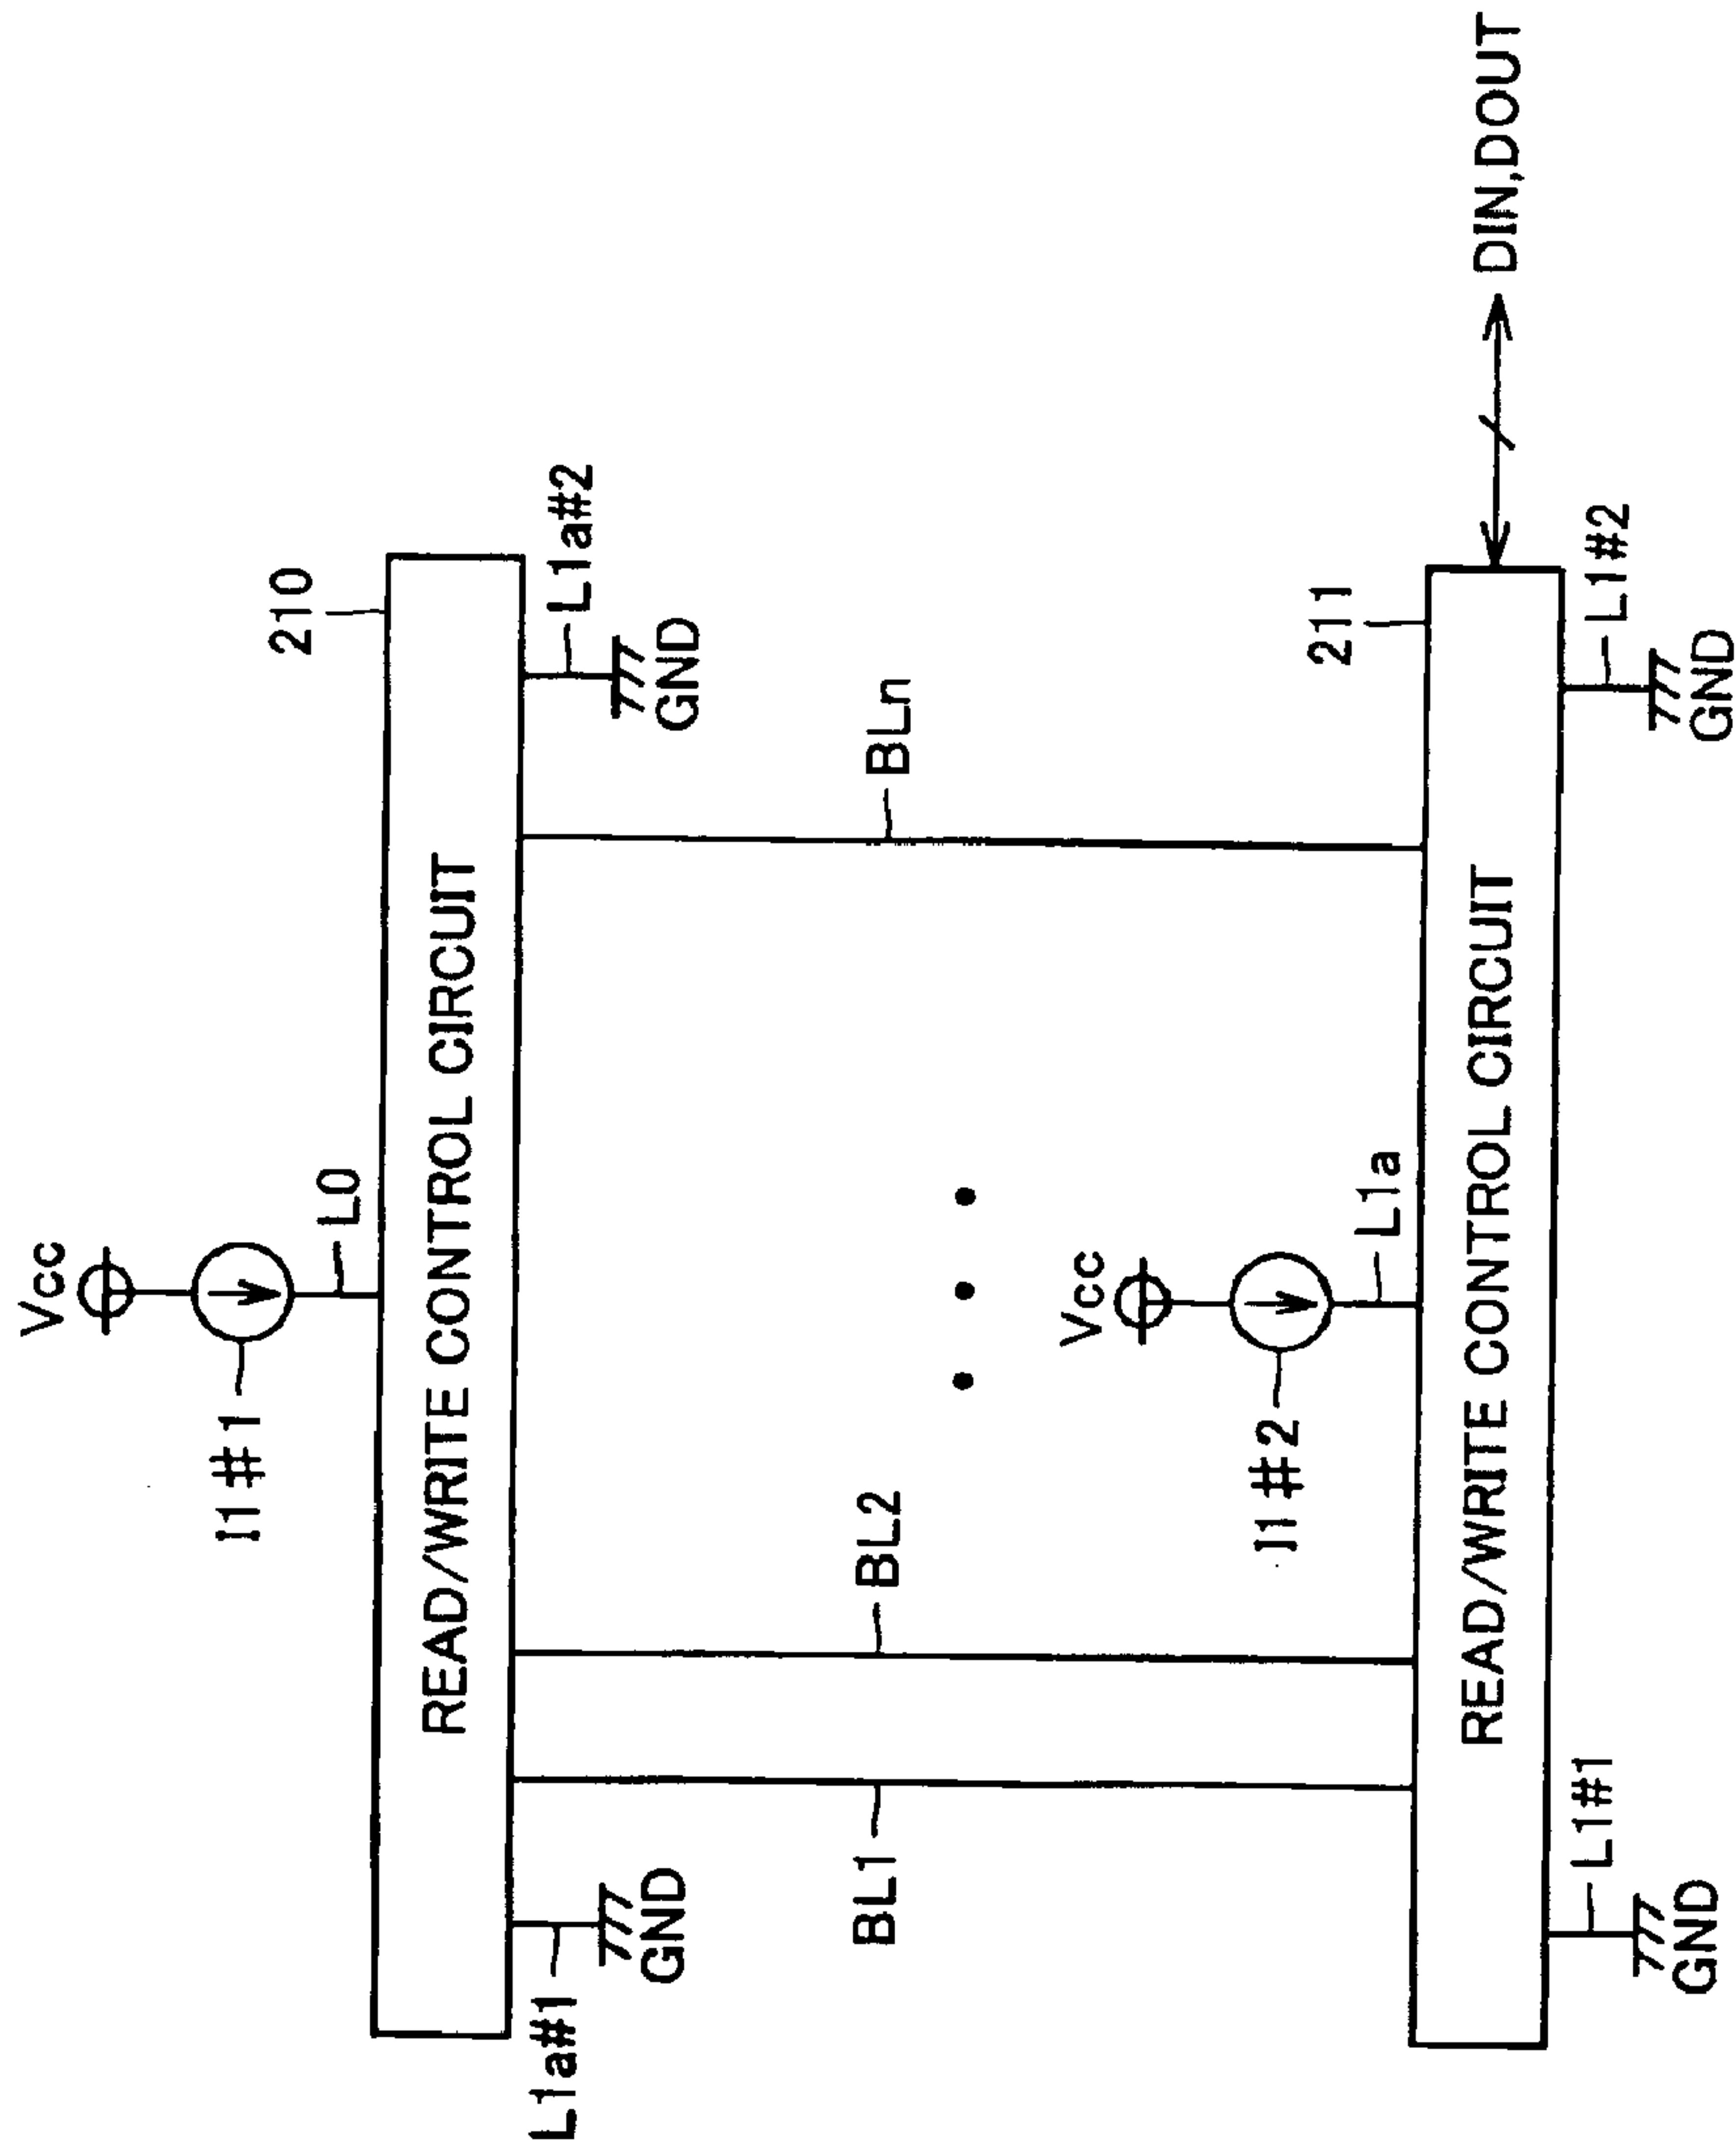 Vcc
I1#1
L0
210
READ/WRITE CONTROL CIRCUIT
L1a#1
GND
L1a#2
GND
BL1
BL2
BLn
Vcc
I1#2
L1a
211
READ/WRITE CONTROL CIRCUIT
DIN,DOUT
L1#1
GND
L1#2
GND